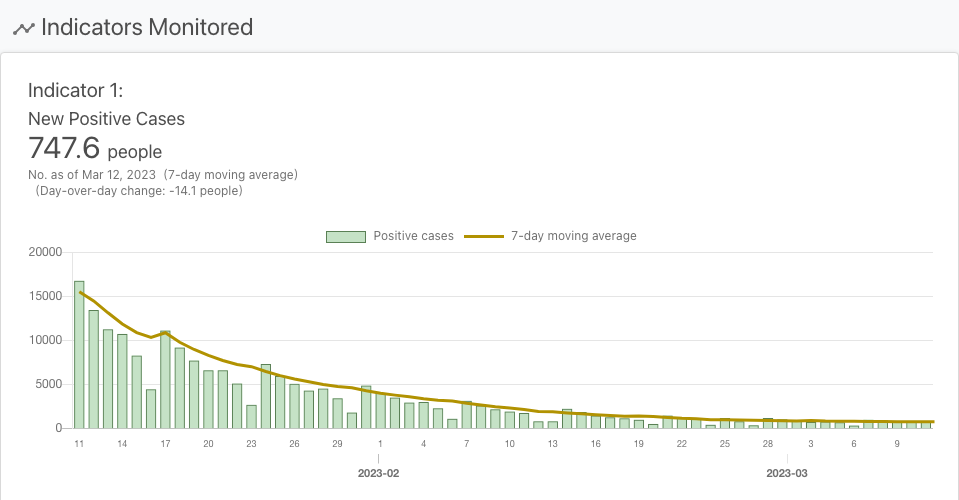 Indicators Monitored
Indicator 1:
New Positive Cases
747.6 people
No. as of Mar 12, 2023 (7-day moving average)
(Day-over-day change: -14.1 people)
Positive cases 7-day moving average
20000
15000
10000
5000
0
11 14 17 20 23 26 29 1 4 7 10 13 16 19 22 25 28 3 6 9
2023-02 2023-03